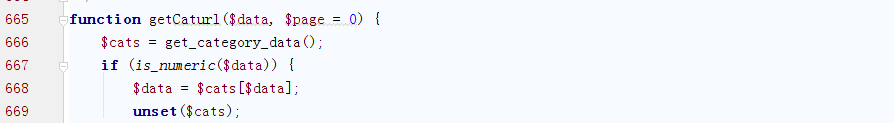 665 function getCaturl($data, $page = 0) {
666 $cats = get_category_data();
667 if (is_numeric($data)) {
668 $data = $cats[$data];
669 unset($cats);